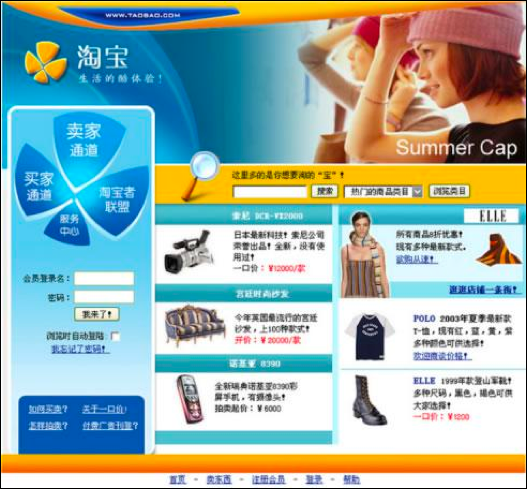 WWW.TAOBAO.COM
淘宝
生活的酷体验！
Summer Cap
卖家
通道
买家
通道
淘宝者
联盟
服务
中心
会员登录名：
密码：
我来了！
浏览时自动登陆：
我忘记了密码！
如何买卖？ 关于一口价！
怎样拍卖？ 付费广告刊登？
这里多的是你想要淘的“宝”！
搜索 热门的商品类目 浏览类目
索尼 DCR-VX2000
日本最新科技！索尼公司
荣誉出品！全新，没有使
用过！
一口价：￥12000/款
宫廷时尚沙发
今年英国最流行的宫廷
沙发，上100种款式！
开价：￥20000/款
诺基亚 8390
全新瑞典诺基亚8390彩
屏手机，有摄像头！
拍卖起价：￥6000
ELLE
所有商品8折优惠！
现有多种最新款式。
欲购从速！
逛逛店铺一条街！
POLO 2003年夏季最新款
T-恤，现有红，蓝，黄，紫
多种颜色可供选择！
欢迎商谈价格！
ELLE 1999年款登山军靴！
多种尺码，黑色，褐色可供
大家选择！
一口价：￥1200
首页 - 卖东西 - 注册会员 - 登录 - 帮助